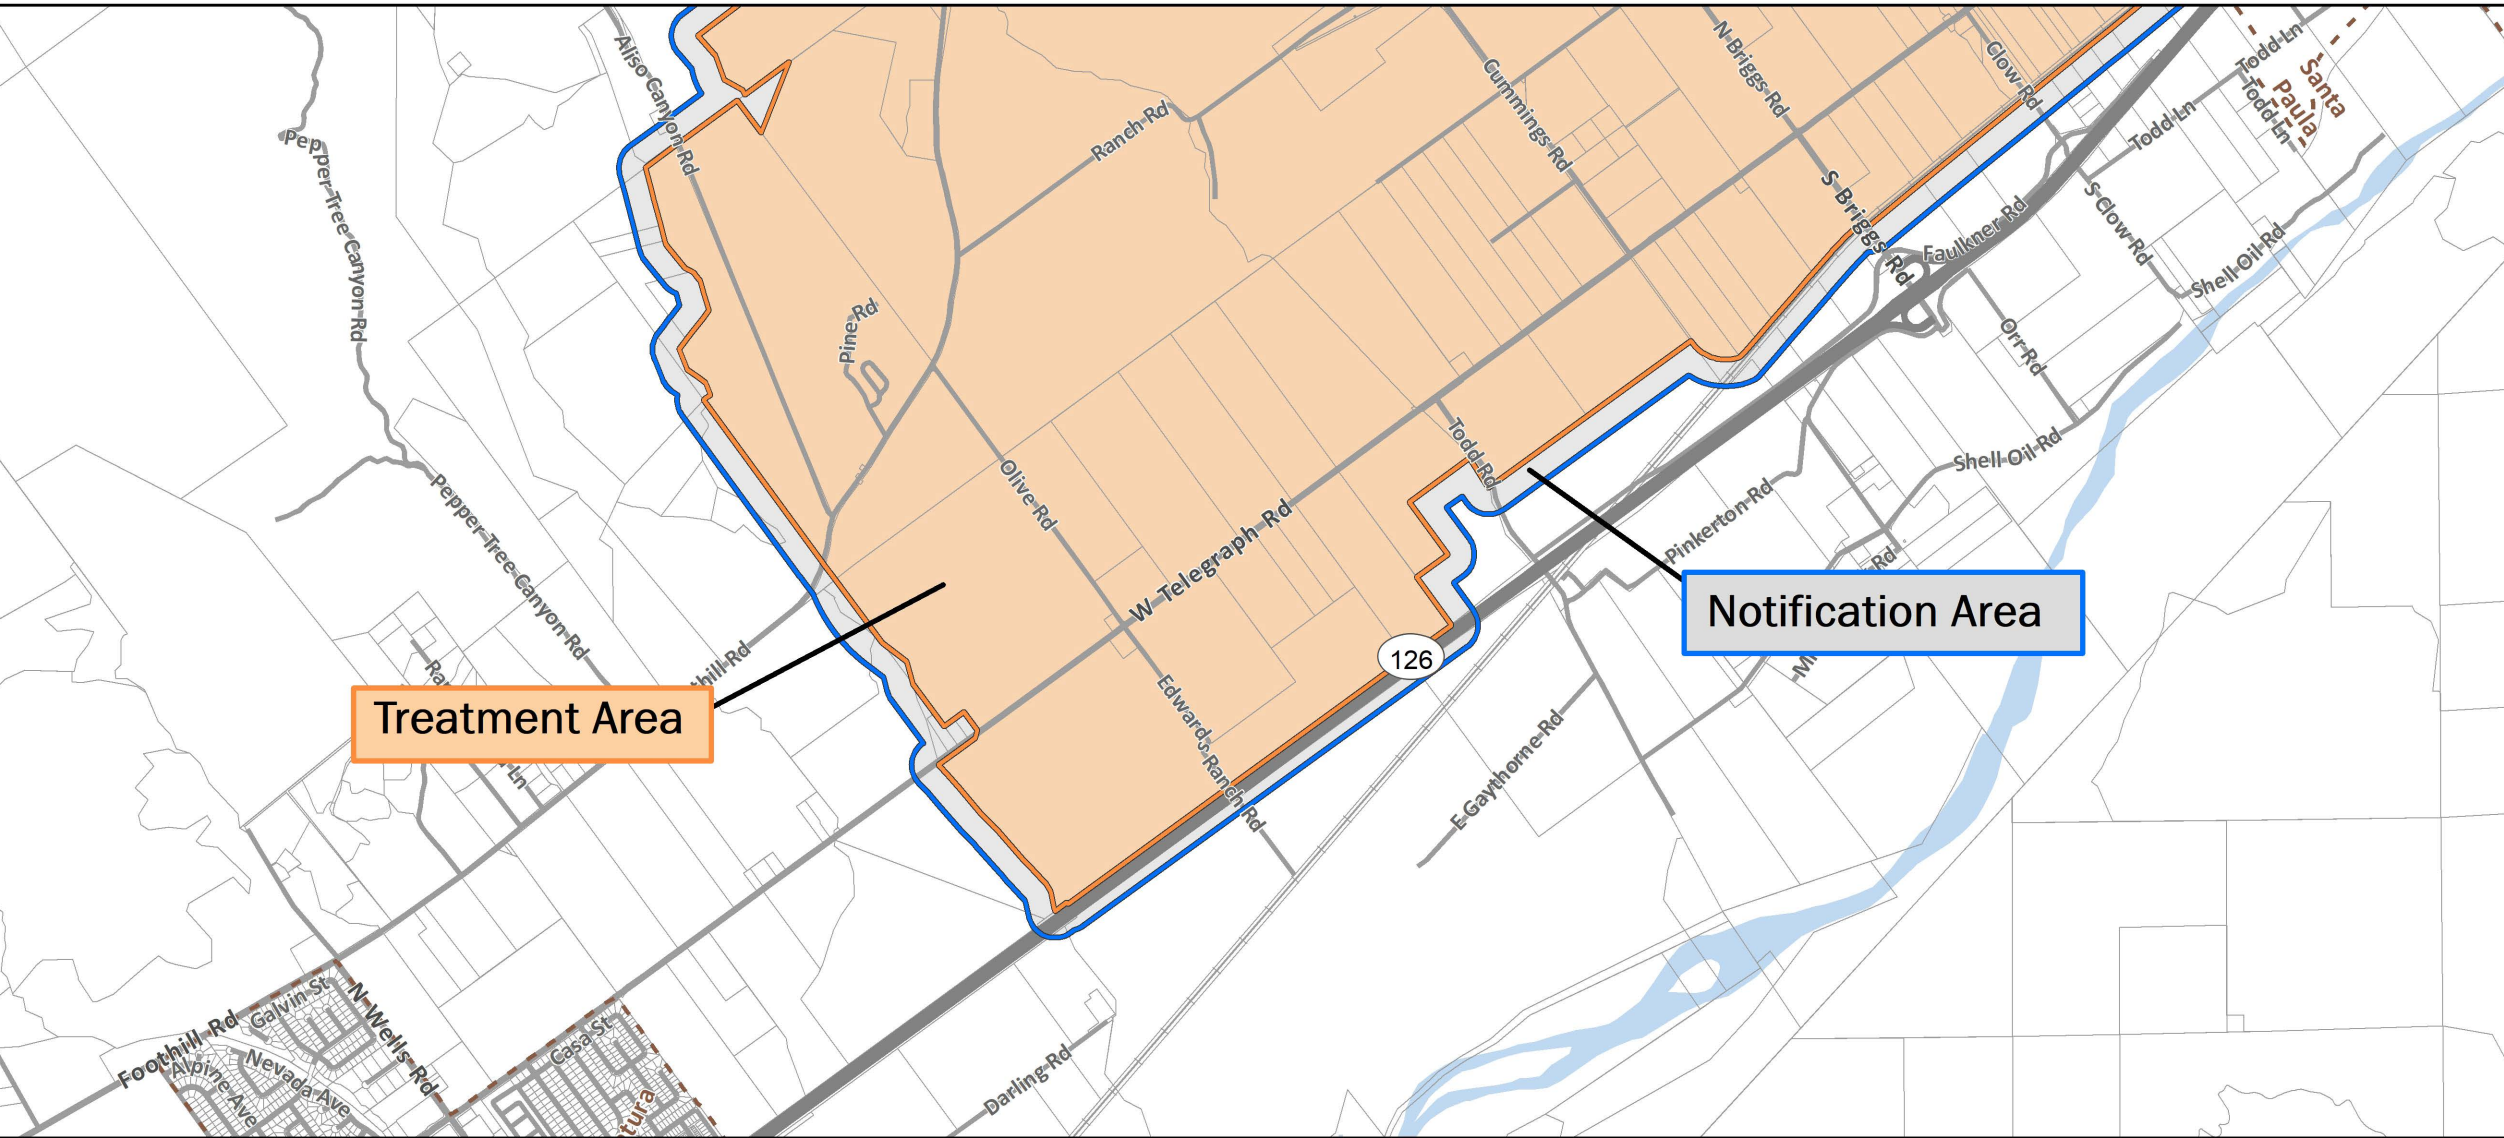 Aliso Canyon Rd
Cummings Rd
N Briggs Rd
Clow Rd
Todd Ln
Todd Ln
Todd Ln
Santa
Paula
Pepper Tree Canyon Rd
Ranch Rd
S Briggs Rd
Faulkner Rd
S Clow Rd
Shell Oil Rd
Pine Rd
Orr Rd
Olive Rd
Todd Rd
Shell Oil Rd
Pepper Tree Canyon Rd
W Telegraph Rd
Pinkerton Rd
Rd
Notification Area
126
Treatment Area
Ln
Edwards Ranch Rd
E Gaythorne Rd
Galvin St
N Wells Rd
Foothill Rd
Alpine Ave
Nevada Ave
Casa St
Darling Rd